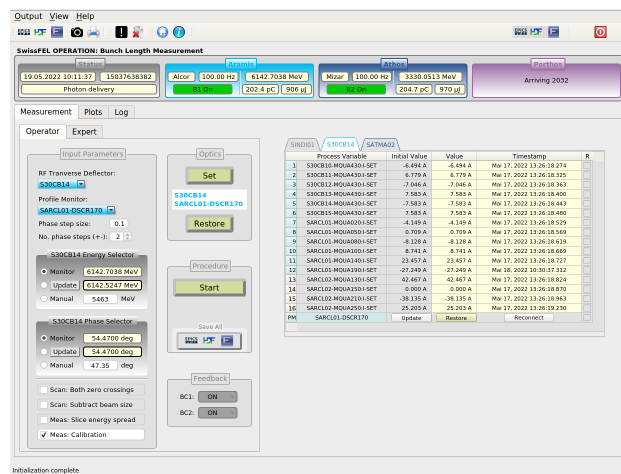 Output View Help
EPICS HDF
EPICS HDF
SwissFEL OPERATION: Bunch Length Measurement
Status
19.05.2022 10:11:37 15037638382
Photon delivery
Aramis
Alcor 100.00 Hz 6142.7038 MeV
B1 On 202.4 pC 906 µJ
Athos
Mizar 100.00 Hz 3330.0513 MeV
B2 On 204.7 pC 970 µJ
Porthos
Arriving 2032
Measurement Plots Log
Operator Expert
Input Parameters
RF Tranverse Deflector:
S30CB14
Profile Monitor:
SARCL01-DSCR170
Phase step size: 0.1
No. phase steps (+-): 2
S30CB14 Energy Selector
Monitor 6142.7038 MeV
Update 6142.5247 MeV
Manual 5463 MeV
S30CB14 Phase Selector
Monitor 54.4700 deg
Update 54.4700 deg
Manual 47.35 deg
Scan: Both zero crossings
Scan: Subtract beam size
Meas: Slice energy spread
Meas: Calibration
Optics
Set
S30CB14
SARCL01-DSCR170
Restore
Procedure
Start
Save All
EPICS HDF
Feedback
BC1: ON
BC2: ON
SINDI01 S30CB14 SATMA02
Process Variable Initial Value Value Timestamp R
1 S30CB10-MQUA430:I-SET -6.494 A -6.494 A Mai 17, 2022 13:26:18.274
2 S30CB11-MQUA430:I-SET 6.779 A 6.779 A Mai 17, 2022 13:26:18.325
3 S30CB12-MQUA430:I-SET -7.046 A -7.046 A Mai 17, 2022 13:26:18.363
4 S30CB13-MQUA430:I-SET 7.583 A 7.583 A Mai 17, 2022 13:26:18.400
5 S30CB14-MQUA430:I-SET -7.583 A -7.583 A Mai 17, 2022 13:26:18.443
6 S30CB15-MQUA430:I-SET 7.583 A 7.583 A Mai 17, 2022 13:26:18.480
7 SARCL01-MQUA020:I-SET -4.149 A -4.149 A Mai 17, 2022 13:26:18.529
8 SARCL01-MQUA050:I-SET 0.709 A 0.709 A Mai 17, 2022 13:26:18.569
9 SARCL01-MQUA080:I-SET -8.128 A -8.128 A Mai 17, 2022 13:26:18.619
10 SARCL01-MQUA100:I-SET 8.741 A 8.741 A Mai 17, 2022 13:26:18.669
11 SARCL01-MQUA140:I-SET 23.457 A 23.457 A Mai 17, 2022 13:26:18.727
12 SARCL01-MQUA190:I-SET -27.249 A -27.249 A Mai 18, 2022 10:30:37.312
13 SARCL02-MQUA130:I-SET 42.467 A 42.467 A Mai 17, 2022 13:26:18.824
14 SARCL02-MQUA150:I-SET 0.000 A 0.000 A Mai 17, 2022 13:26:18.870
15 SARCL02-MQUA210:I-SET -38.135 A -38.135 A Mai 17, 2022 13:26:18.963
16 SARCL02-MQUA250:I-SET 25.203 A 25.203 A Mai 17, 2022 13:26:19.230
PM SARCL01-DSCR170 Update Restore Reconnect
Initialization complete